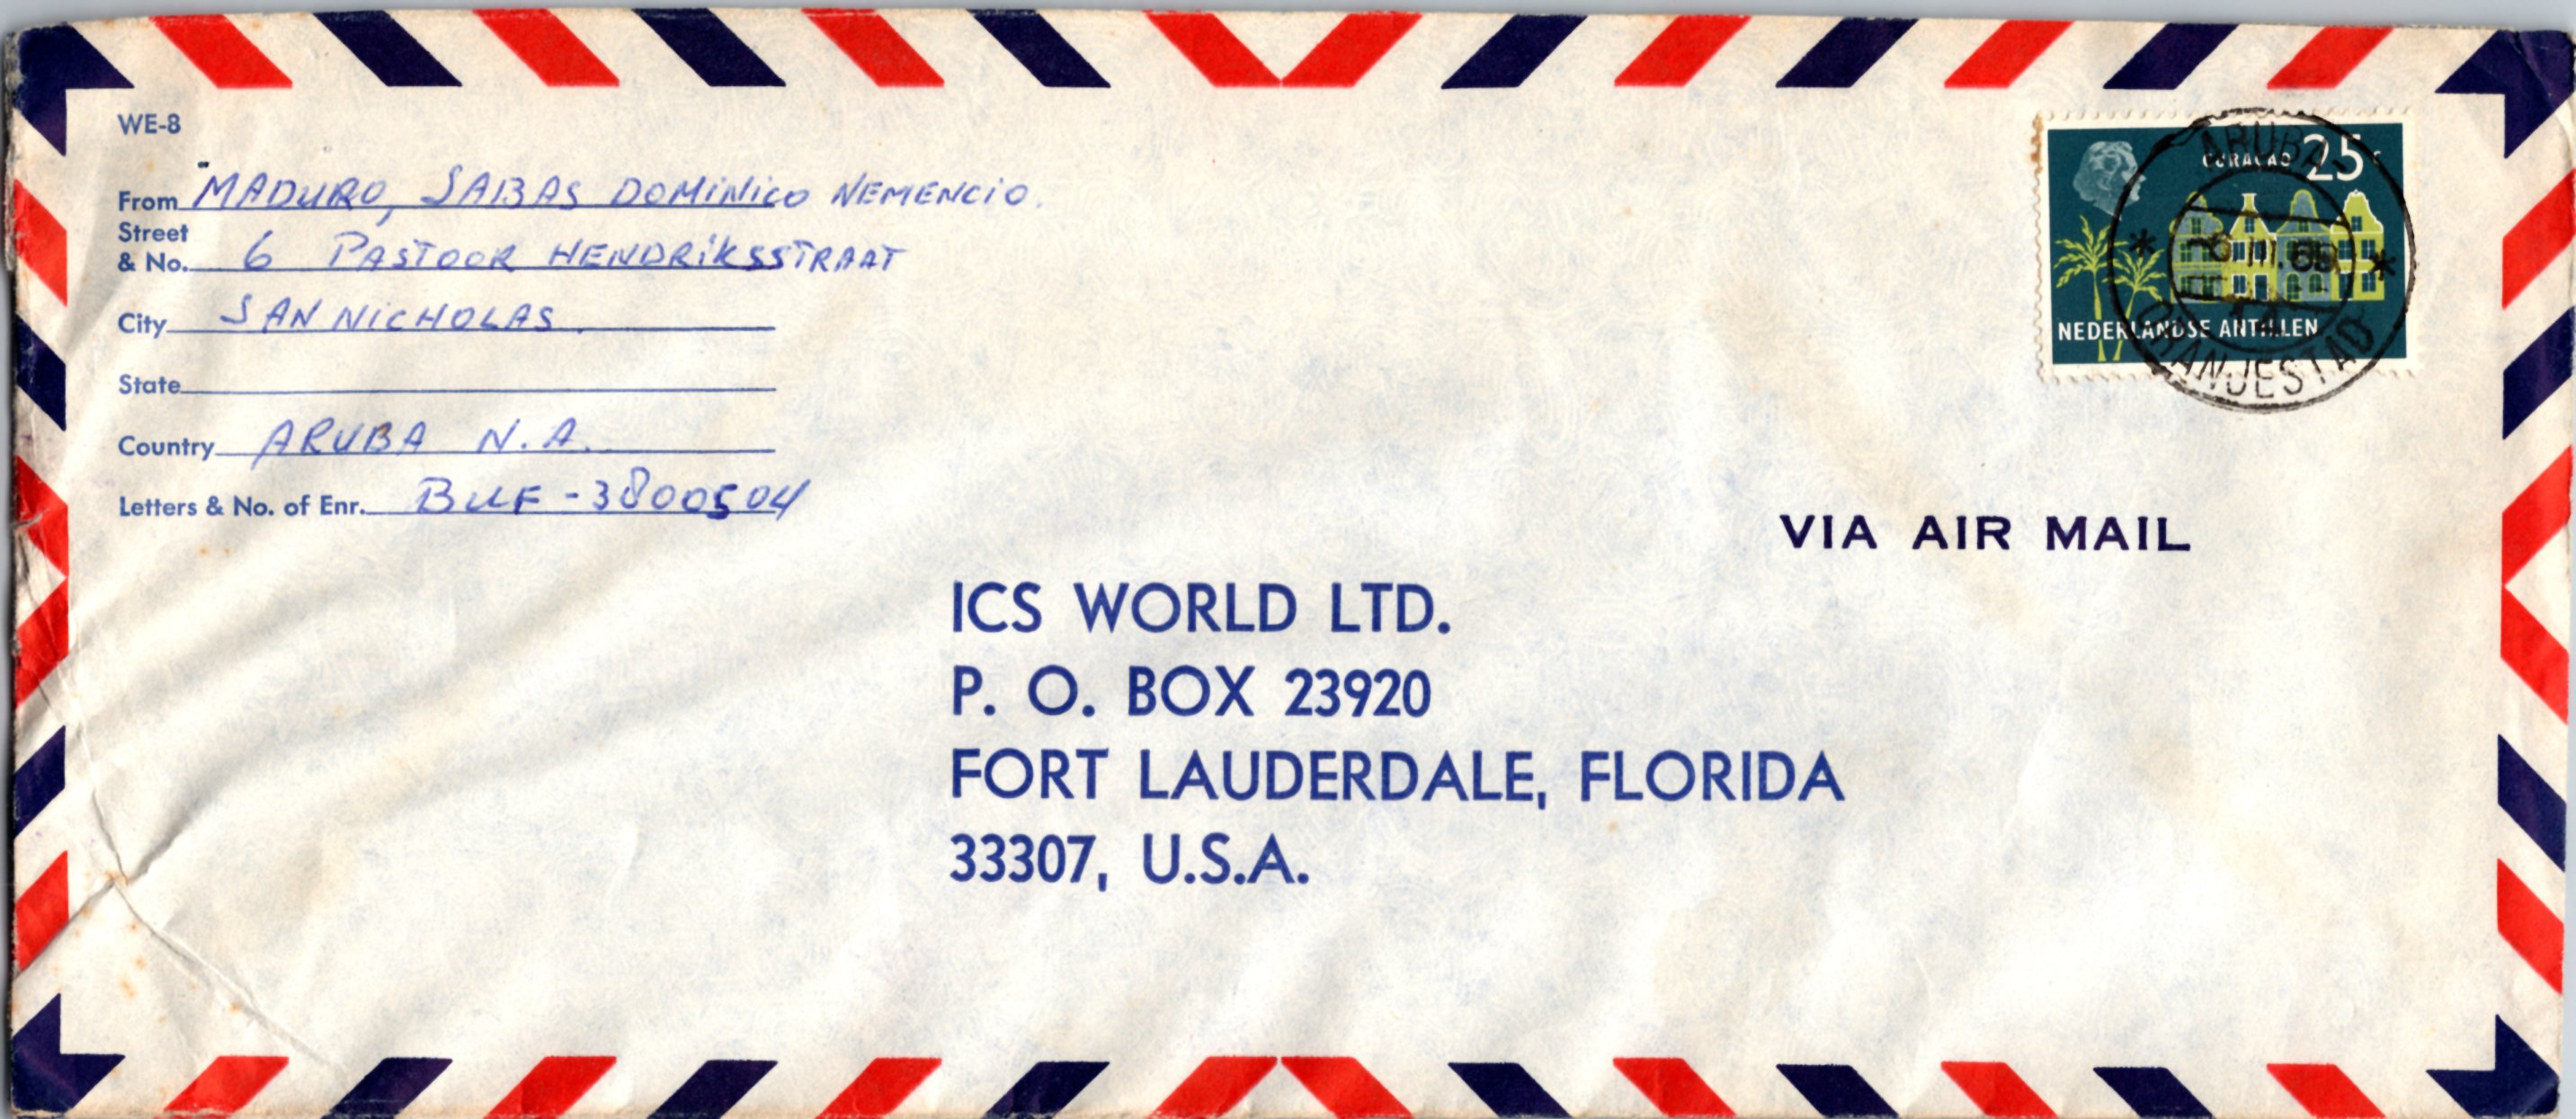 WE-8
From MADURO, SABAS DOMINICO NEMENCIO.
Street
& No. 6 PASTOOR HENDRIKSSTRAAT
City SAN NICHOLAS.
State
Country ARUBA N.A.
Letters & No. of Enr. BUF-3800504
CURAÇAO 25 c
NEDERLANDSE ANTILLEN
ARUBA
ORANJESTAD
VIA AIR MAIL
ICS WORLD LTD.
P. O. BOX 23920
FORT LAUDERDALE, FLORIDA
33307, U.S.A.